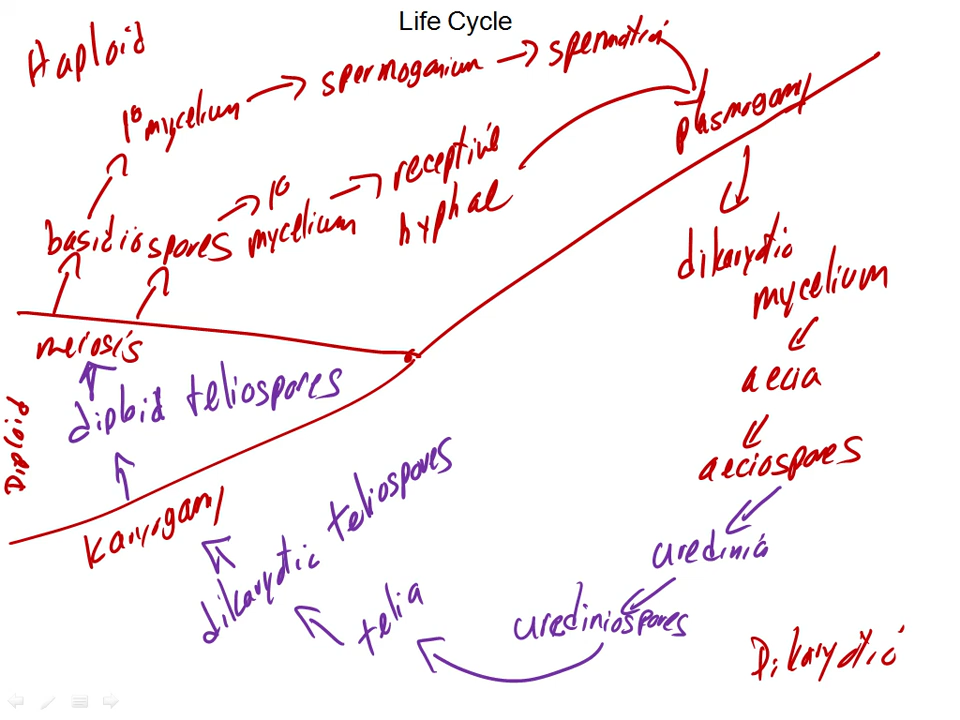 Life Cycle
Haploid
1° mycelium → spermogonium → spermatia
plasmogamy
basidiospores → 1° mycelium → receptive hyphae
meiosis
diploid teliospores
Diploid
Karyogamy
dikaryotic
mycelium
aecia
aeciospores
uredinia
urediniospores
telia
dikaryotic teliospores
Dikaryotic